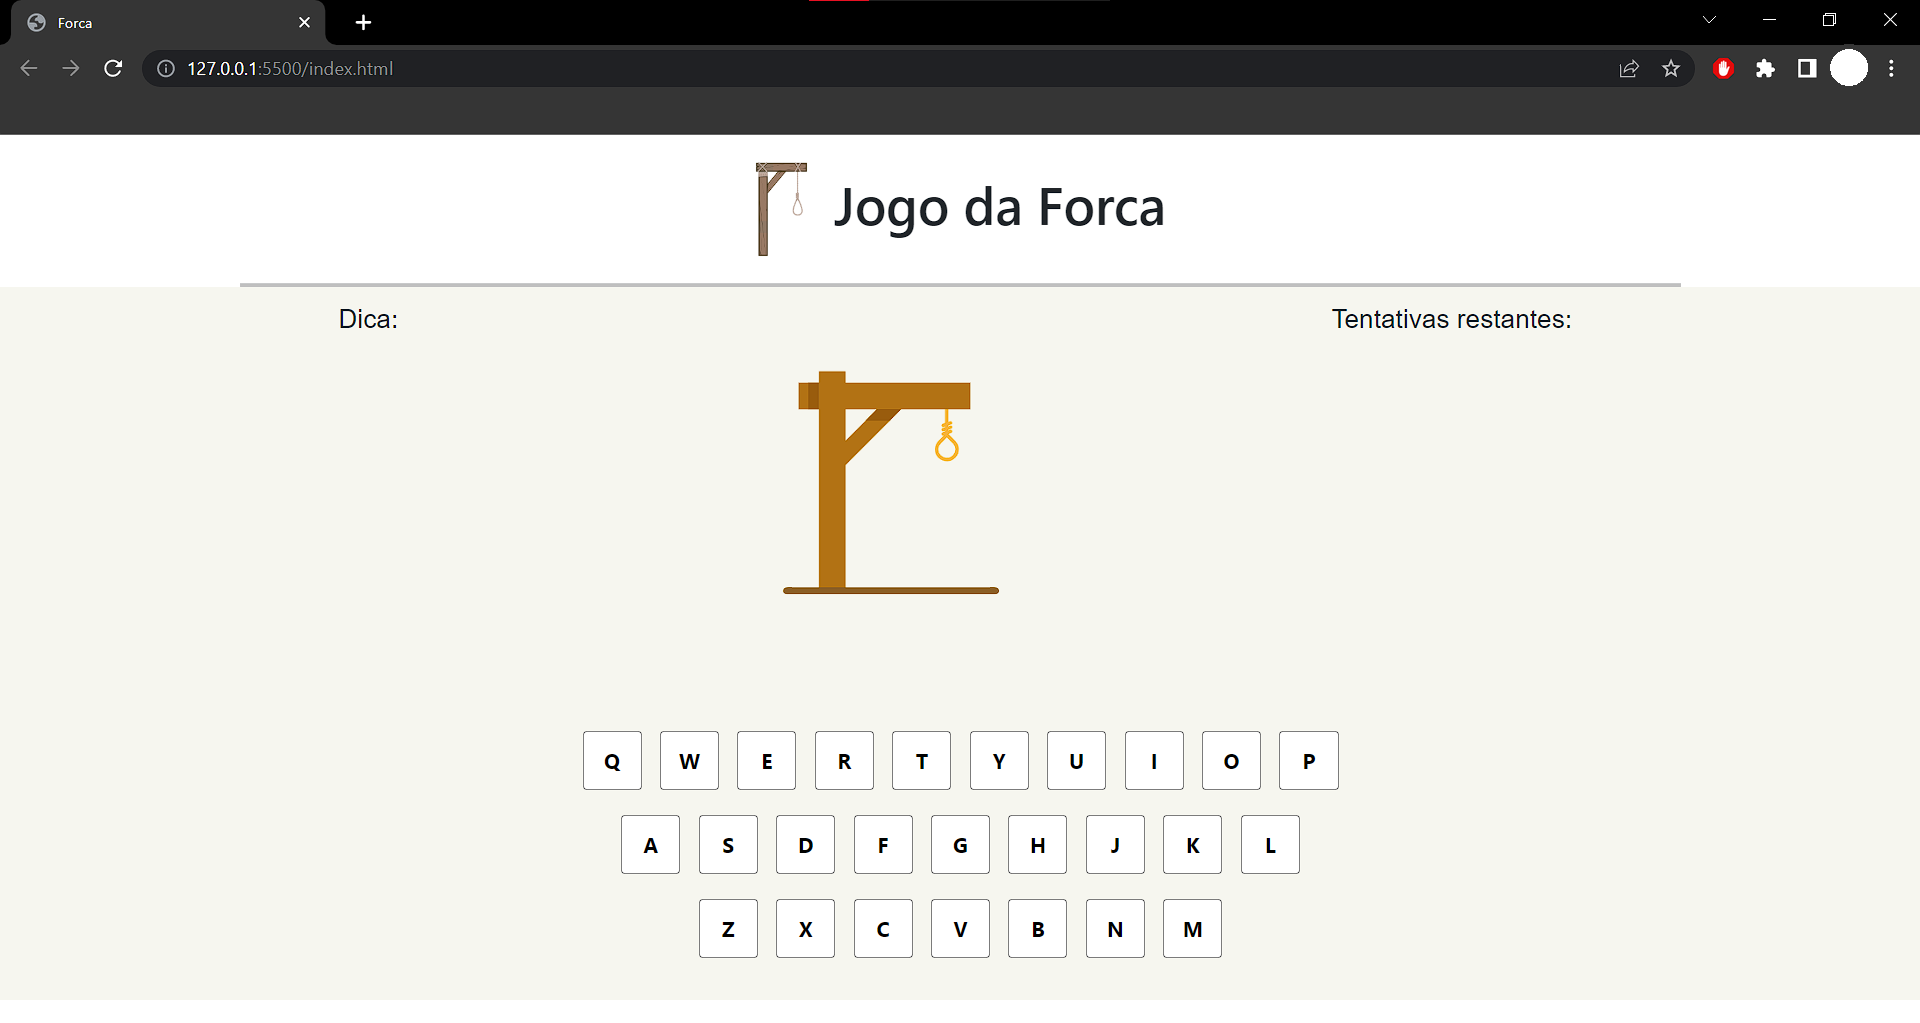 Forca
127.0.0.1:5500/index.html
Jogo da Forca
Dica:
Tentativas restantes:
Q W E R T Y U I O P
A S D F G H J K L
Z X C V B N M